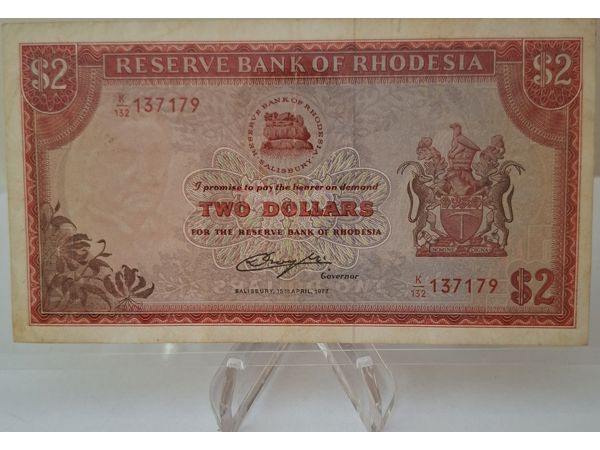 $2 RESERVE BANK OF RHODESIA $2
K/132 137179
RESERVE BANK OF RHODESIA
SALISBURY
I promise to pay the bearer on demand
TWO DOLLARS
FOR THE RESERVE BANK OF RHODESIA
Governor
SALISBURY, 15TH APRIL, 1977
K/132 137179 $2